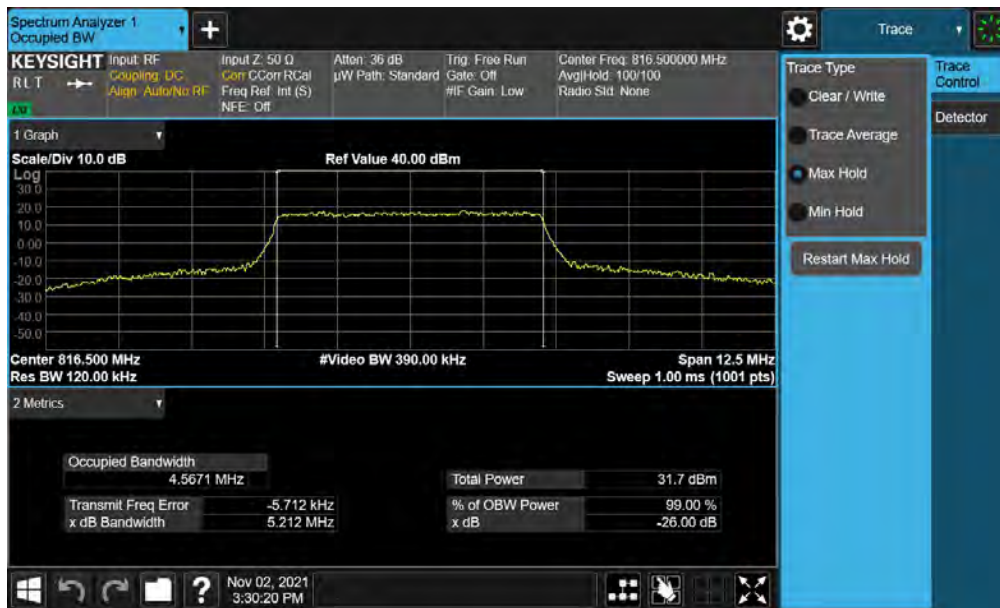 Spectrum Analyzer 1
Occupied BW
Trace
KEYSIGHT
RLT
Input: RF
Coupling: DC
Align: Auto/No RF
Input Z: 50 Ω
Corr CCorr RCal
Freq Ref: Int (S)
NFE: Off
Atten: 36 dB
µW Path: Standard
Trig: Free Run
Gate: Off
#IF Gain: Low
Center Freq: 816.500000 MHz
Avg|Hold: 100/100
Radio Std: None
1 Graph
Scale/Div 10.0 dB
Ref Value 40.00 dBm
Log
30.0
20.0
10.0
0.00
-10.0
-20.0
-30.0
-40.0
-50.0
Center 816.500 MHz
#Video BW 390.00 kHz
Span 12.5 MHz
Res BW 120.00 kHz
Sweep 1.00 ms (1001 pts)
2 Metrics
Occupied Bandwidth
4.5671 MHz
Total Power
31.7 dBm
Transmit Freq Error
-5.712 kHz
% of OBW Power
99.00 %
x dB Bandwidth
5.212 MHz
x dB
-26.00 dB
Nov 02, 2021
3:30:20 PM
Trace Type
Clear / Write
Trace Average
Max Hold
Min Hold
Restart Max Hold
Trace
Control
Detector